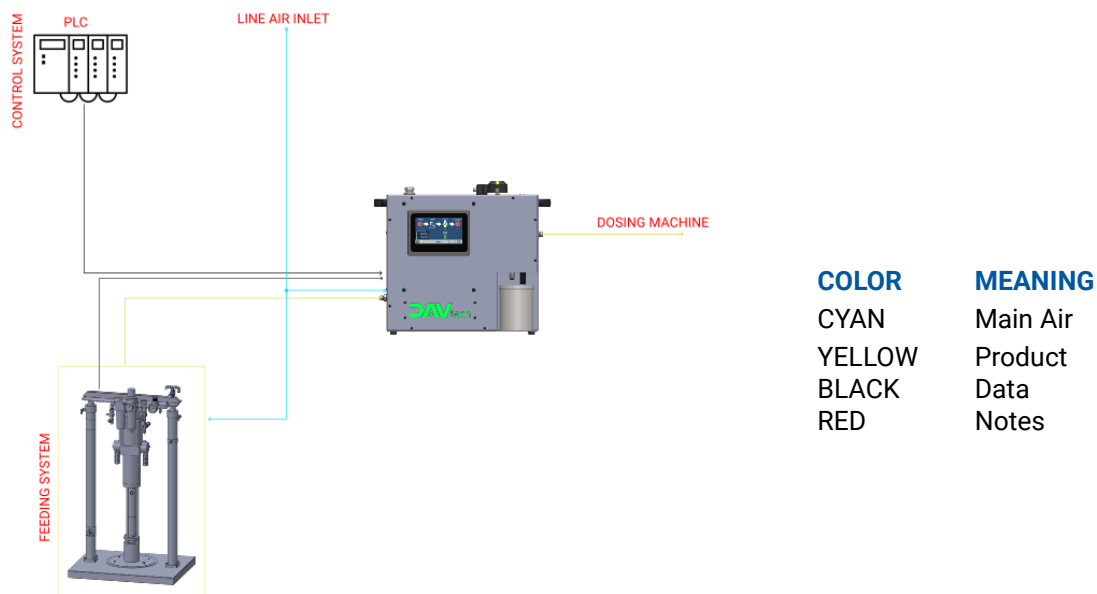 CONTROL SYSTEM
PLC
LINE AIR INLET
DOSING MACHINE
DAV
FEEDING SYSTEM
COLOR MEANING
CYAN Main Air
YELLOW Product
BLACK Data
RED Notes